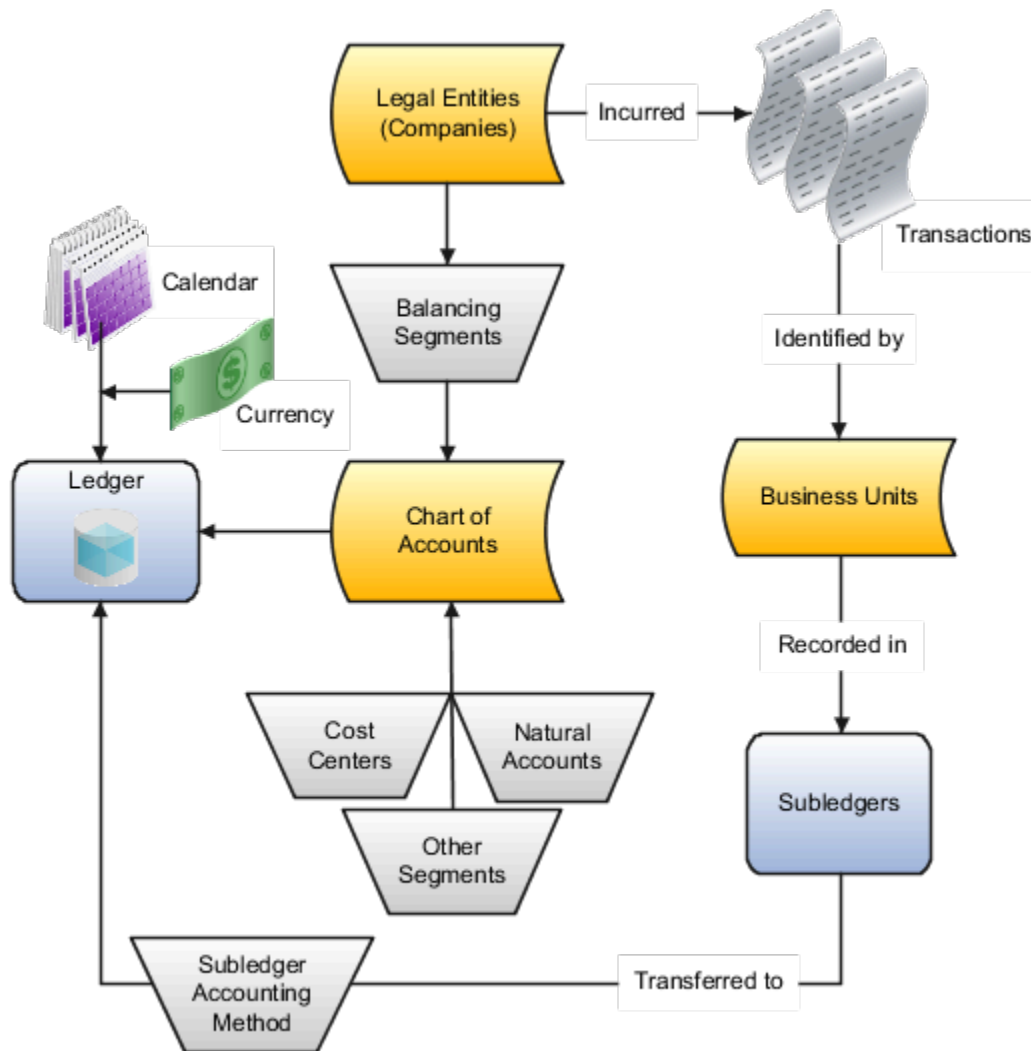 Legal Entities
(Companies)
Incurred
Transactions
Calendar
Balancing
Segments
Identified by
Currency
Ledger
Chart of
Accounts
Business Units
Recorded in
Cost
Centers
Natural
Accounts
Subledgers
Other
Segments
Subledger
Accounting
Method
Transferred to